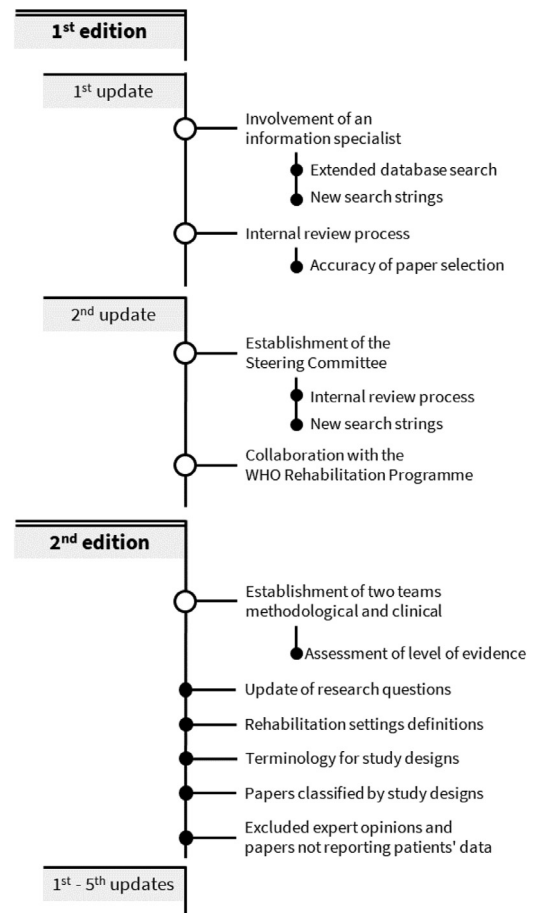 1st edition
1st update
Involvement of an
information specialist
Extended database search
New search strings
Internal review process
Accuracy of paper selection
2nd update
Establishment of the
Steering Committee
Internal review process
New search strings
Collaboration with the
WHO Rehabilitation Programme
2nd edition
Establishment of two teams
methodological and clinical
Assessment of level of evidence
Update of research questions
Rehabilitation settings definitions
Terminology for study designs
Papers classified by study designs
Excluded expert opinions and
papers not reporting patients' data
1st - 5th updates